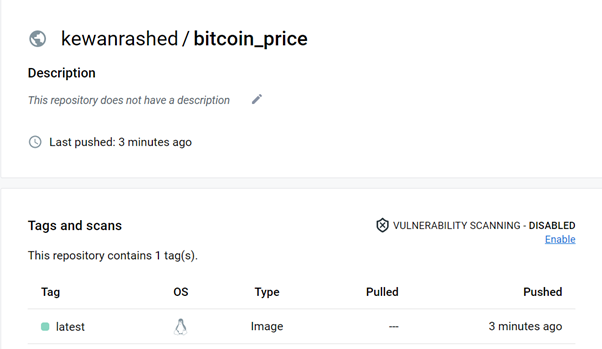 kewanrashed / bitcoin_price
Description
This repository does not have a description
Last pushed: 3 minutes ago
Tags and scans
VULNERABILITY SCANNING - DISABLED
Enable
This repository contains 1 tag(s).
Tag OS Type Pulled Pushed
latest Image --- 3 minutes ago